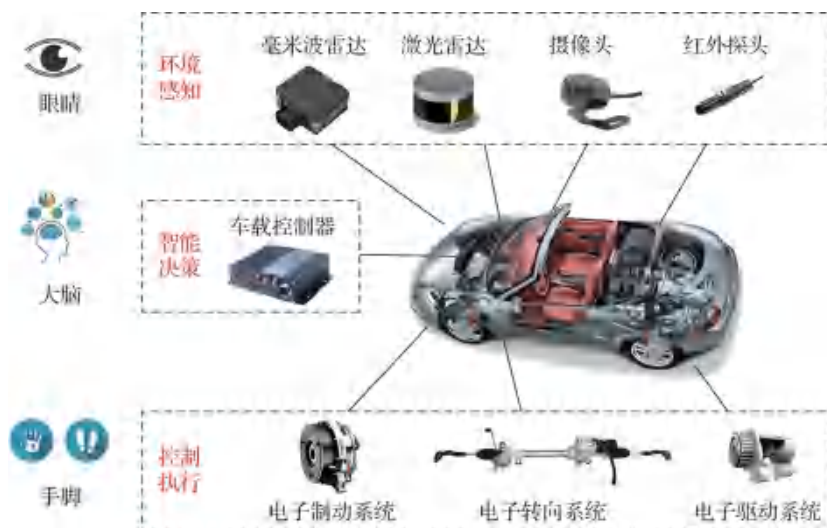 毫米波雷达 激光雷达 摄像头 红外探头
环境
感知
眼睛
车载控制器
智能
决策
大脑
控制
执行
手脚
电子制动系统 电子转向系统 电子驱动系统